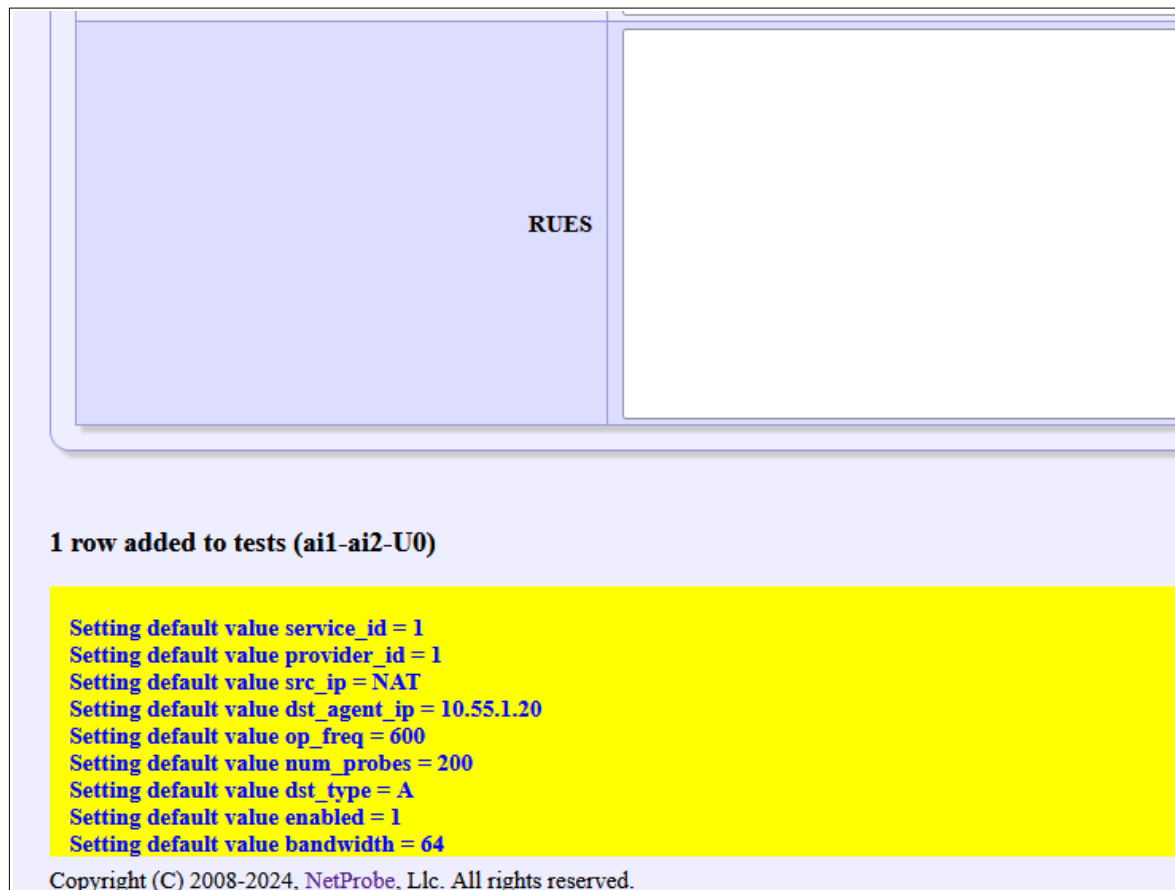 RUES
1 row added to tests (ai1-ai2-U0)
Setting default value service_id = 1
Setting default value provider_id = 1
Setting default value src_ip = NAT
Setting default value dst_agent_ip = 10.55.1.20
Setting default value op_freq = 600
Setting default value num_probes = 200
Setting default value dst_type = A
Setting default value enabled = 1
Setting default value bandwidth = 64
Copyright (C) 2008-2024, NetProbe, Llc. All rights reserved.